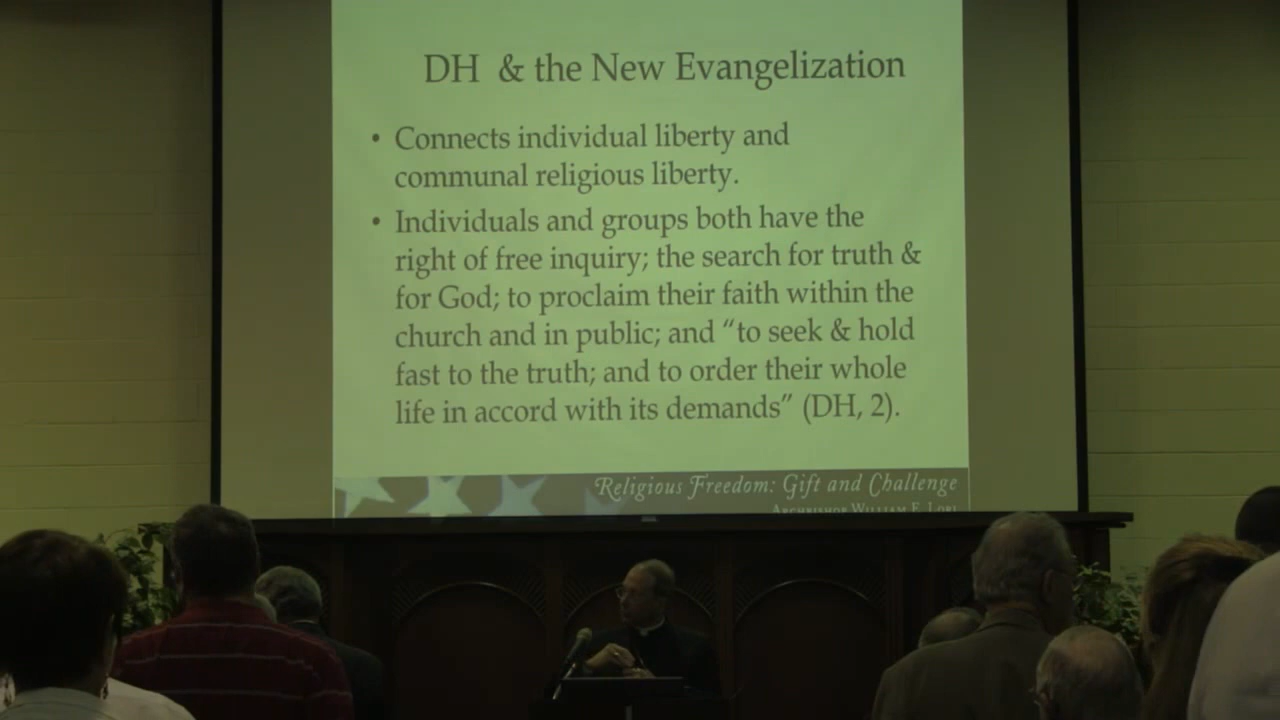 DH & the New Evangelization
• Connects individual liberty and
communal religious liberty.
• Individuals and groups both have the
right of free inquiry; the search for truth &
for God; to proclaim their faith within the
church and in public; and “to seek & hold
fast to the truth; and to order their whole
life in accord with its demands” (DH, 2).
Religious Freedom: Gift and Challenge
Archbishop William E. Lori